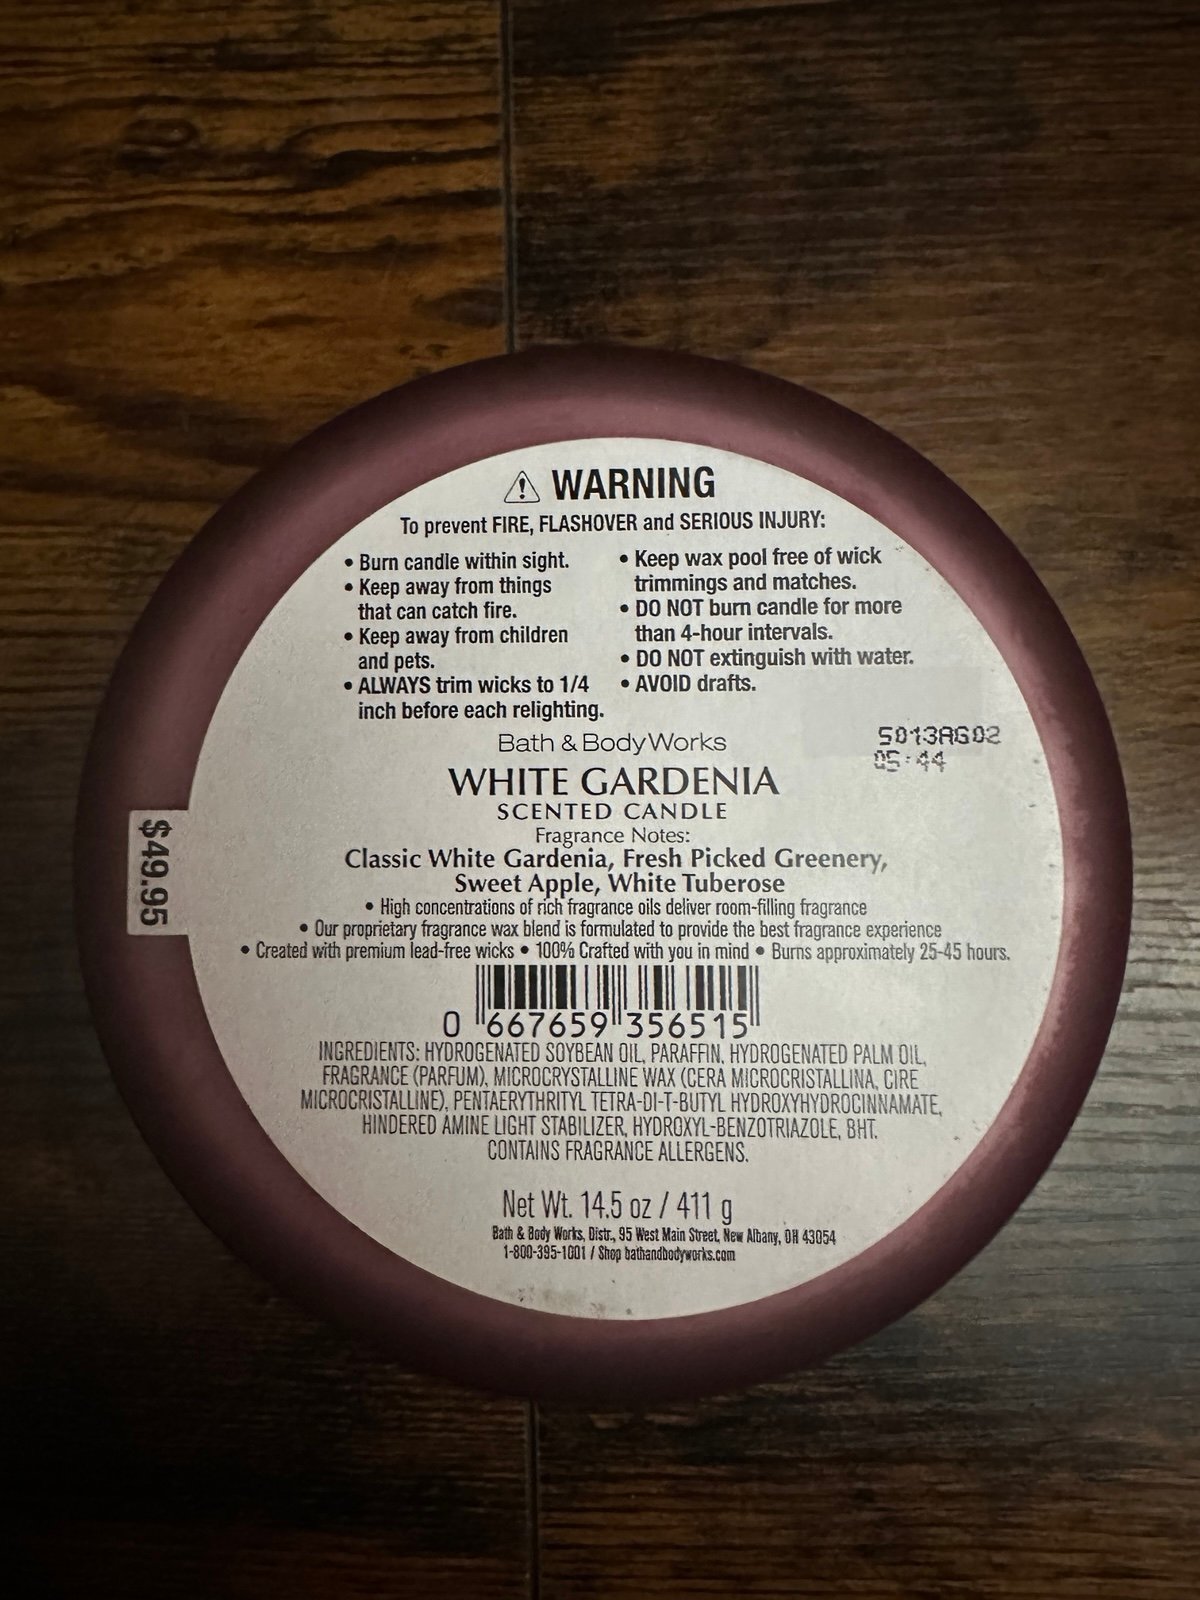 WARNING
To prevent FIRE, FLASHOVER and SERIOUS INJURY:
• Burn candle within sight.
• Keep away from things
that can catch fire.
• Keep away from children
and pets.
• ALWAYS trim wicks to 1/4
inch before each relighting.
• Keep wax pool free of wick
trimmings and matches.
• DO NOT burn candle for more
than 4-hour intervals.
• DO NOT extinguish with water.
• AVOID drafts.
5013AG02
05:44
Bath & Body Works
WHITE GARDENIA
SCENTED CANDLE
Fragrance Notes:
Classic White Gardenia, Fresh Picked Greenery,
Sweet Apple, White Tuberose
• High concentrations of rich fragrance oils deliver room-filling fragrance
• Our proprietary fragrance wax blend is formulated to provide the best fragrance experience
• Created with premium lead-free wicks • 100% Crafted with you in mind • Burns approximately 25-45 hours.
$49.95
0 667659 356515
INGREDIENTS: HYDROGENATED SOYBEAN OIL, PARAFFIN, HYDROGENATED PALM OIL,
FRAGRANCE (PARFUM), MICROCRYSTALLINE WAX (CERA MICROCRISTALLINA, CIRE
MICROCRISTALLINE), PENTAERYTHRITYL TETRA-DI-T-BUTYL HYDROXYHYDROCINNAMATE,
HINDERED AMINE LIGHT STABILIZER, HYDROXYL-BENZOTRIAZOLE, BHT.
CONTAINS FRAGRANCE ALLERGENS.
Net Wt. 14.5 oz / 411 g
Bath & Body Works, Distr., 95 West Main Street, New Albany, OH 43054
1-800-395-1001 / Shop bathandbodyworks.com